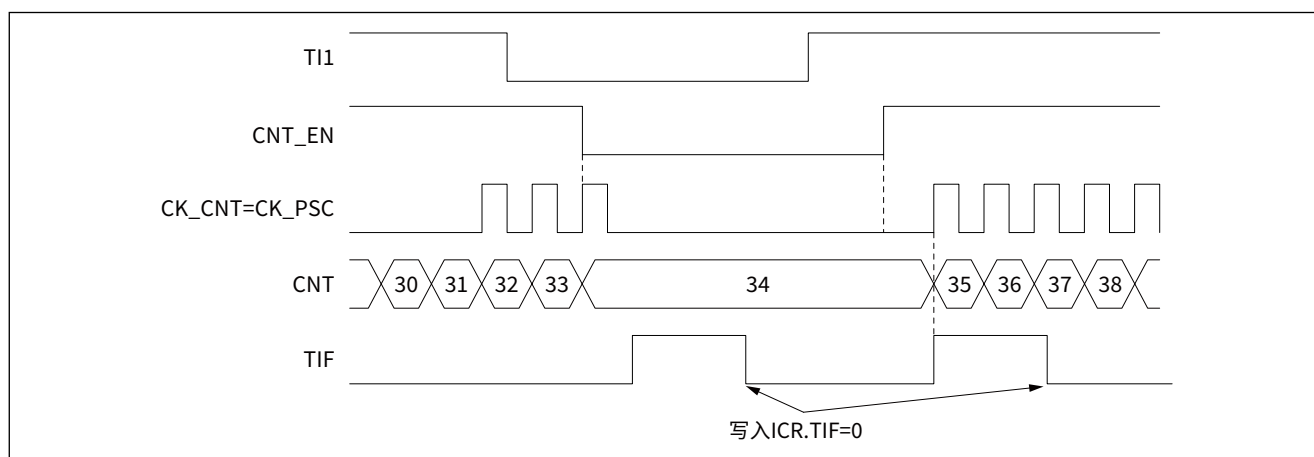 TI1
CNT_EN
CK_CNT=CK_PSC
CNT 30 31 32 33 34 35 36 37 38
TIF
写入ICR.TIF=0